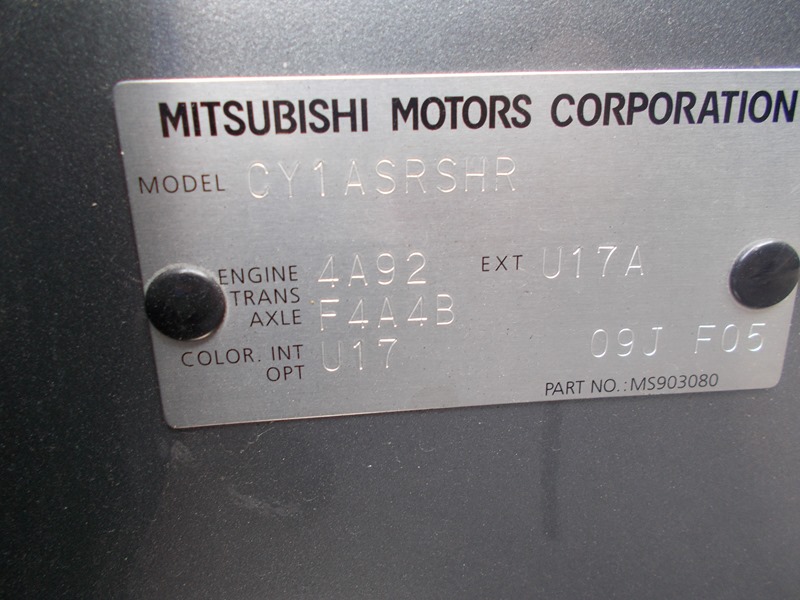 MITSUBISHI MOTORS CORPORATION
MODEL CY1ASRSHR
ENGINE 4A92 EXT U17A
TRANS
AXLE F4A4B
COLOR. INT U17 09J F05
OPT
PART NO.:MS903080